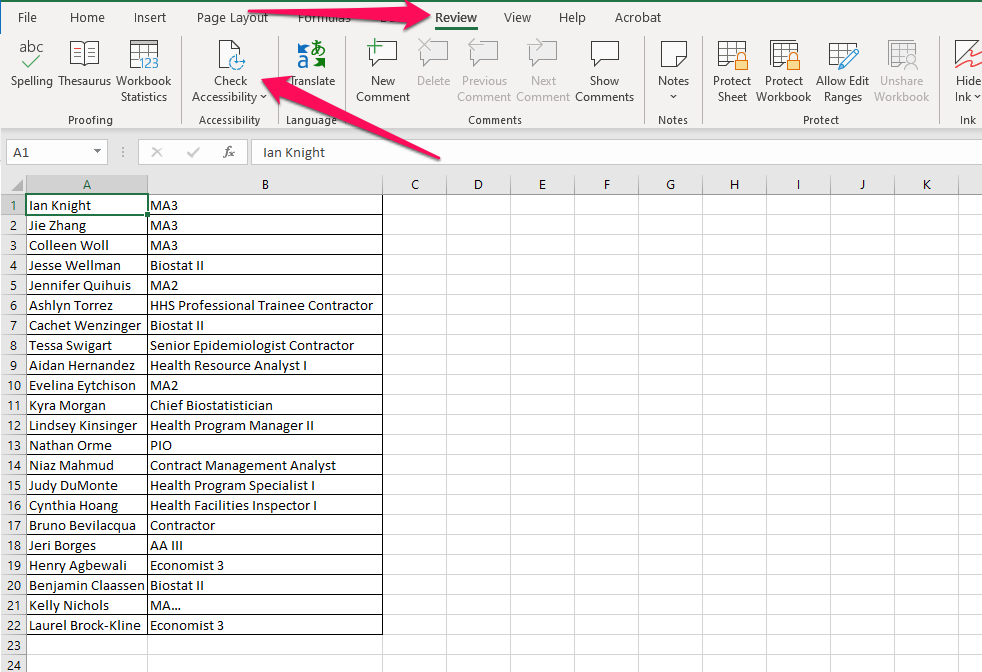 File Home Insert Page Layout Formulas Review View Help Acrobat
abc 123
Spelling Thesaurus Workbook Statistics Check Accessibility Translate New Comment Delete Previous Comment Next Comment Show Comments Notes Protect Sheet Protect Workbook Allow Edit Ranges Unshare Workbook Hide Ink
Proofing Accessibility Language Comments Notes Protect Ink
A1 fx Ian Knight
A B C D E F G H I J K
1 Ian Knight MA3
2 Jie Zhang MA3
3 Colleen Woll MA3
4 Jesse Wellman Biostat II
5 Jennifer Quihuis MA2
6 Ashlyn Torrez HHS Professional Trainee Contractor
7 Cachet Wenzinger Biostat II
8 Tessa Swigart Senior Epidemiologist Contractor
9 Aidan Hernandez Health Resource Analyst I
10 Evelina Eytchison MA2
11 Kyra Morgan Chief Biostatistician
12 Lindsey Kinsinger Health Program Manager II
13 Nathan Orme PIO
14 Niaz Mahmud Contract Management Analyst
15 Judy DuMonte Health Program Specialist I
16 Cynthia Hoang Health Facilities Inspector I
17 Bruno Bevilacqua Contractor
18 Jeri Borges AA III
19 Henry Agbewali Economist 3
20 Benjamin Claassen Biostat II
21 Kelly Nichols MA...
22 Laurel Brock-Kline Economist 3
23
24